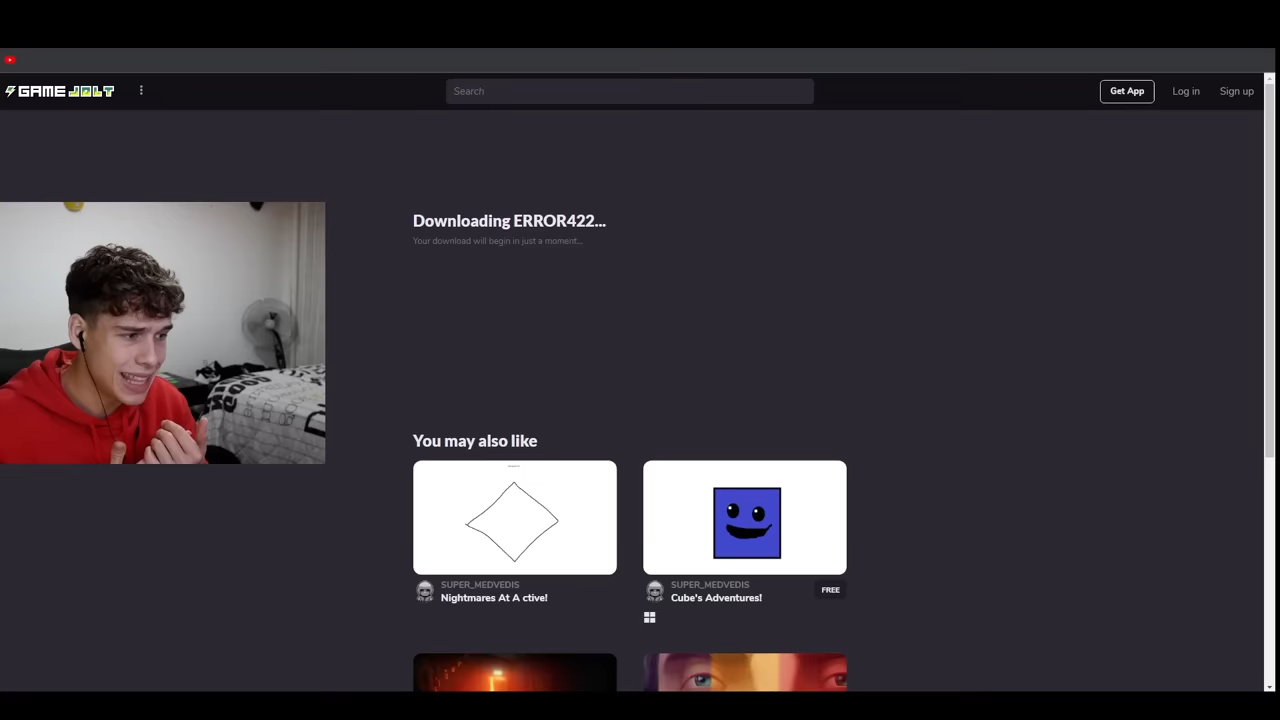 GAME JOLT
Search
Get App
Log in
Sign up
Downloading ERROR422...
Your download will begin in just a moment...
You may also like
SUPER_MEDVEDIS
Nightmares At A ctive!
SUPER_MEDVEDIS
Cube's Adventures!
FREE